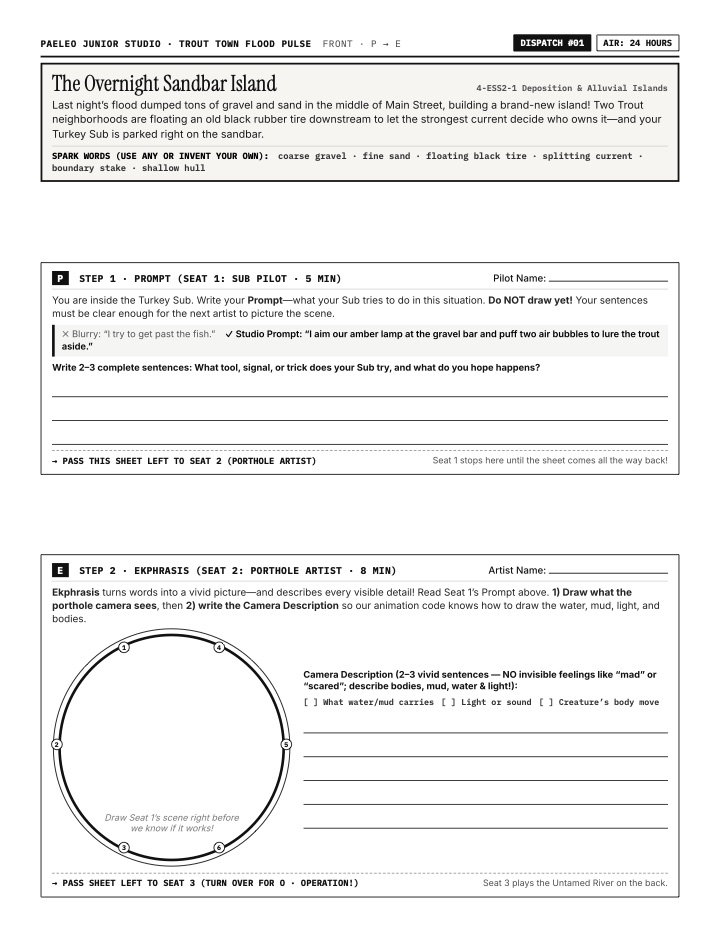 PAELEO JUNIOR STUDIO · TROUT TOWN FLOOD PULSE FRONT · P → E
DISPATCH #01
AIR: 24 HOURS
The Overnight Sandbar Island
4-ESS2-1 Deposition & Alluvial Islands
Last night's flood dumped tons of gravel and sand in the middle of Main Street, building a brand-new island! Two Trout
neighborhoods are floating an old black rubber tire downstream to let the strongest current decide who owns it—and your
Turkey Sub is parked right on the sandbar.
SPARK WORDS (USE ANY OR INVENT YOUR OWN): coarse gravel · fine sand · floating black tire · splitting current ·
boundary stake · shallow hull
P STEP 1 · PROMPT (SEAT 1: SUB PILOT · 5 MIN)
Pilot Name:
You are inside the Turkey Sub. Write your Prompt—what your Sub tries to do in this situation. Do NOT draw yet! Your sentences
must be clear enough for the next artist to picture the scene.
✕ Blurry: “I try to get past the fish.” ✓ Studio Prompt: “I aim our amber lamp at the gravel bar and puff two air bubbles to lure the trout
aside.”
Write 2–3 complete sentences: What tool, signal, or trick does your Sub try, and what do you hope happens?
→ PASS THIS SHEET LEFT TO SEAT 2 (PORTHOLE ARTIST)
Seat 1 stops here until the sheet comes all the way back!
E STEP 2 · EKPHRASIS (SEAT 2: PORTHOLE ARTIST · 8 MIN)
Artist Name:
Ekphrasis turns words into a vivid picture—and describes every visible detail! Read Seat 1's Prompt above. 1) Draw what the
porthole camera sees, then 2) write the Camera Description so our animation code knows how to draw the water, mud, light, and
bodies.
1
4
2
5
3
6
Draw Seat 1's scene right before
we know if it works!
Camera Description (2–3 vivid sentences — NO invisible feelings like “mad” or
“scared”; describe bodies, mud, water & light!):
[ ] What water/mud carries [ ] Light or sound [ ] Creature's body move
→ PASS SHEET LEFT TO SEAT 3 (TURN OVER FOR O · OPERATION!)
Seat 3 plays the Untamed River on the back.